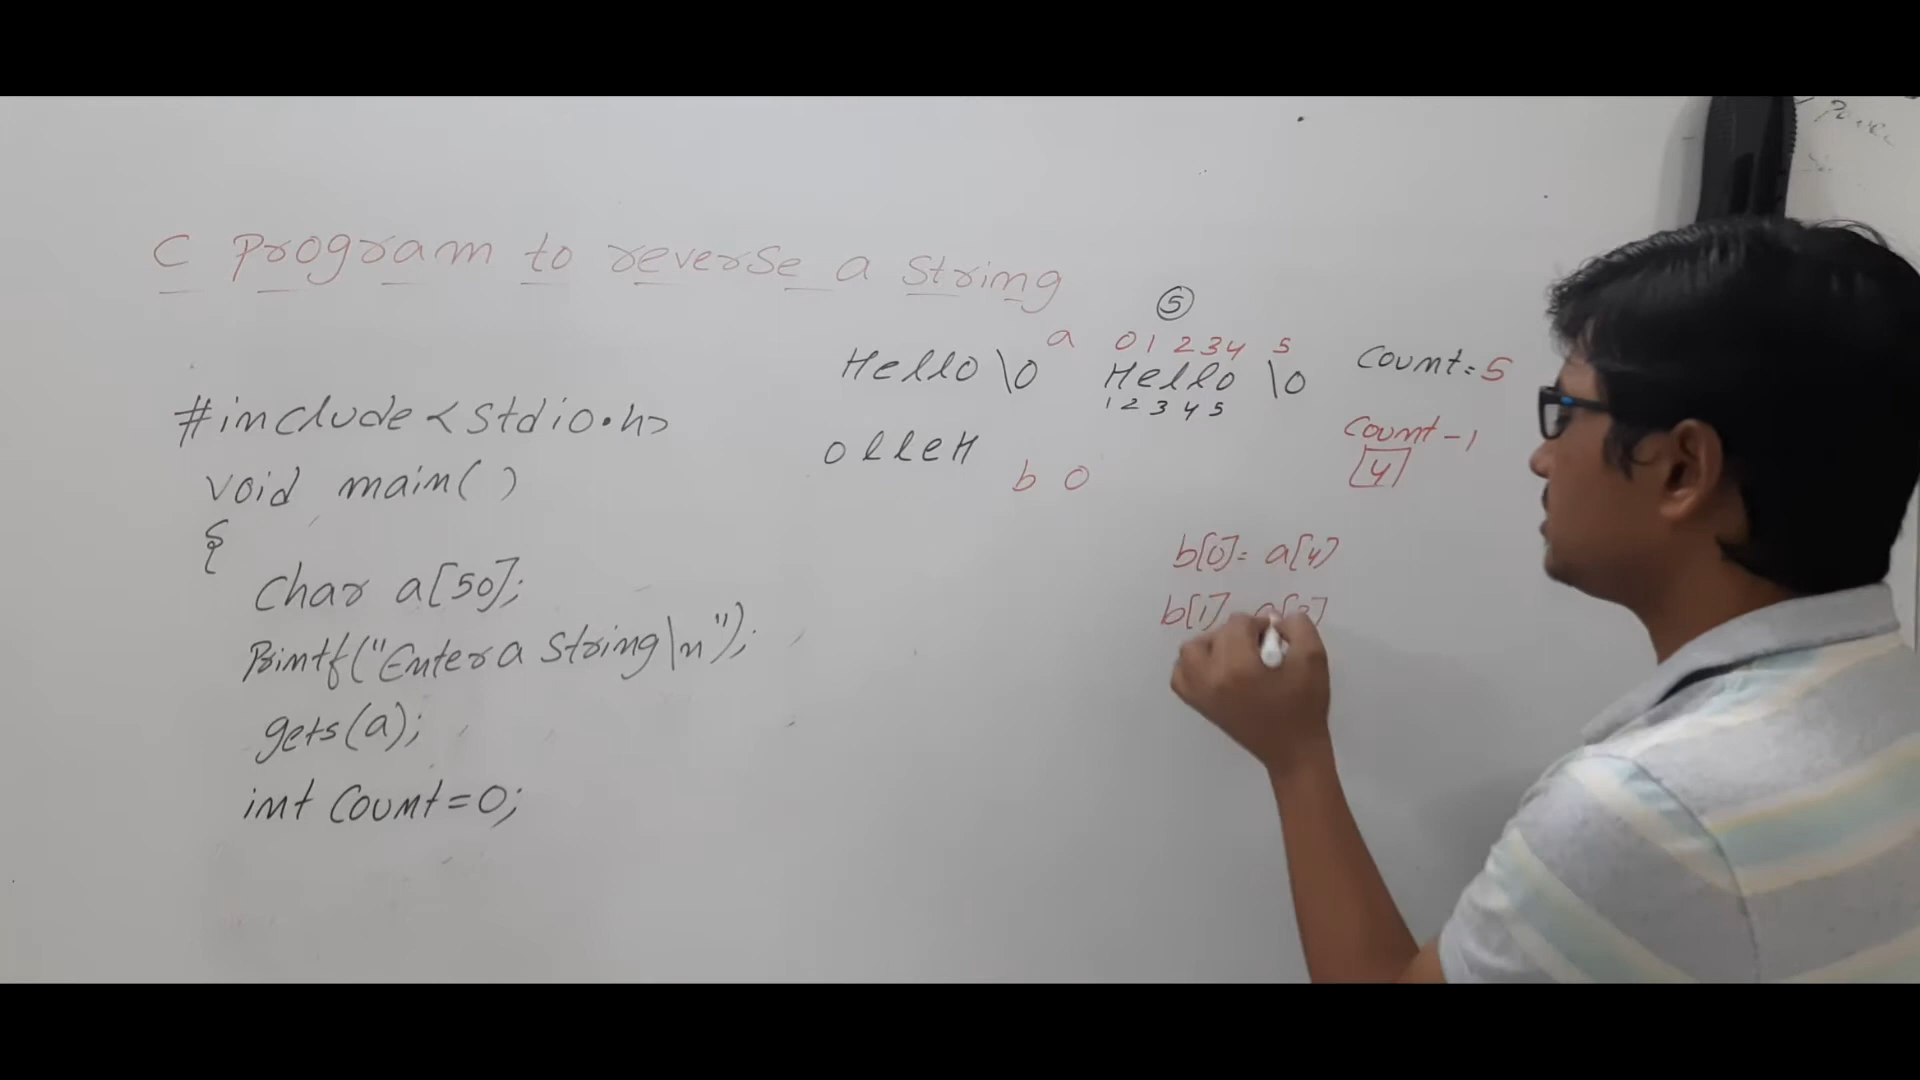 C Program to reverse a string
#include<stdio.h>
void main()
{
char a[50];
Printf("Enter a String\n");
gets(a);
int Count=0;
Hello \0
olleH
5
a 0 1 2 3 4 5
Hello \0
1 2 3 4 5
b 0
Count=5
Count-1
4
b[0]= a[4]
b[1] a[3]